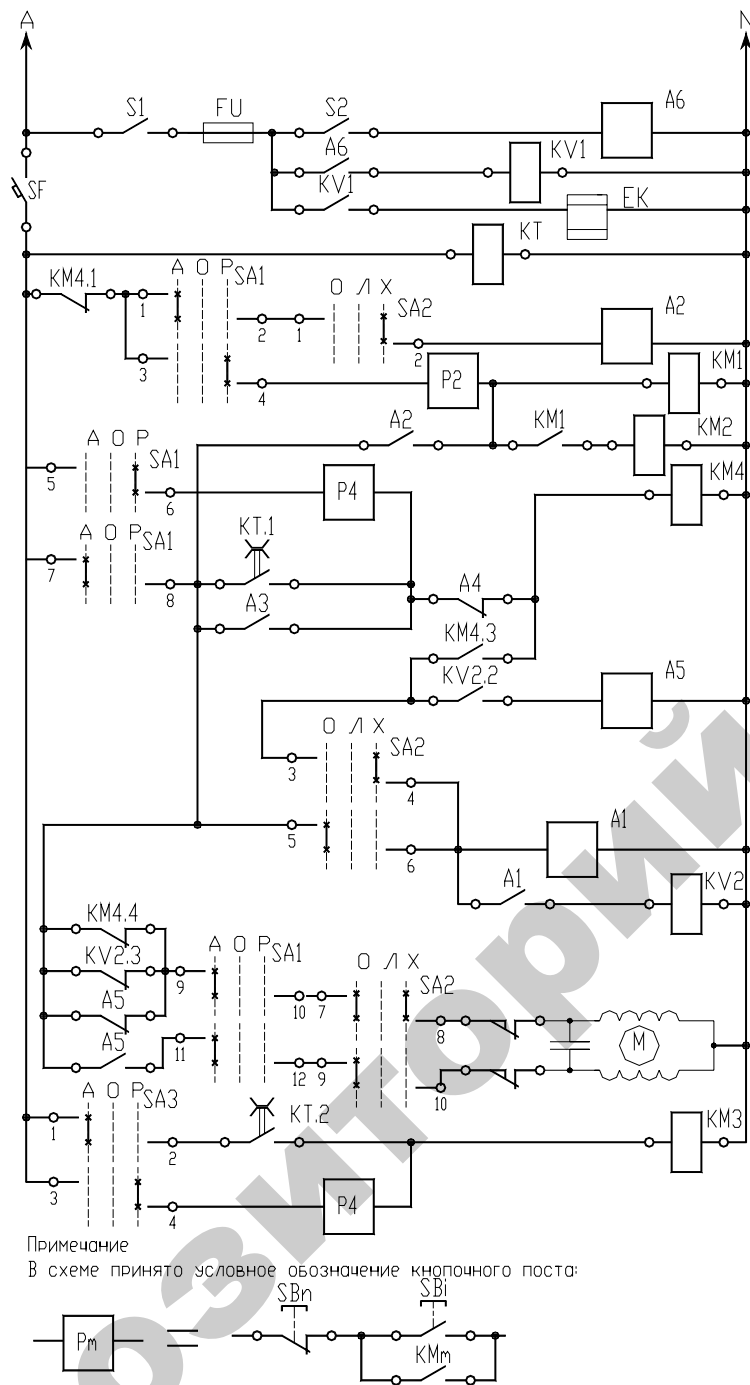 A N
S1 FU S2 A6
A6 KV1
SF KV1 EK
KT
KM4.1 А О Р SA1 О Л Х
1 2 1 SA2 A2
3 2
4 P2 KM1
A2 KM1 KM2
А О Р SA1 KM4
5 6 P4
А О Р SA1 KT.1
7 8 A4
A3
KM4.3
KV2.2 A5
О Л Х SA2
3 4
5 6 A1
A1 KV2
KM4.4
KV2.3 А О Р SA1 О Л Х SA2
9
A5 10 7 8
A5 11 M
12 9 10
А О Р SA3 KT.2 KM3
1 2
3 4 P4
Примечание
В схеме принято условное обозначение кнопочного поста:
SBn SBi
Pm KMm
озиторий